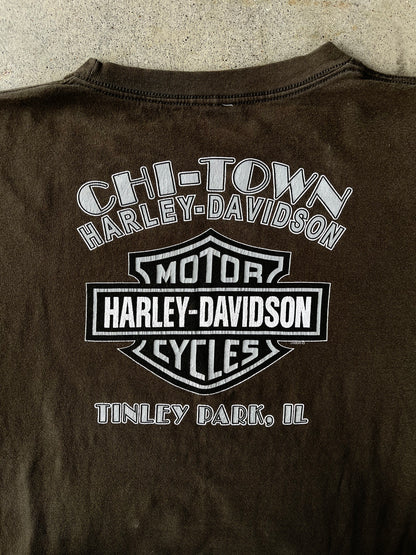 CHI-TOWN
HARLEY-DAVIDSON
MOTOR
HARLEY-DAVIDSON
CYCLES
TINLEY PARK, IL